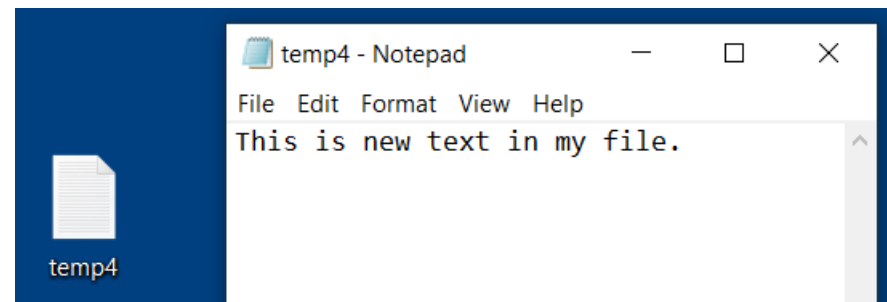 temp4 - Notepad
File Edit Format View Help
This is new text in my file.
temp4